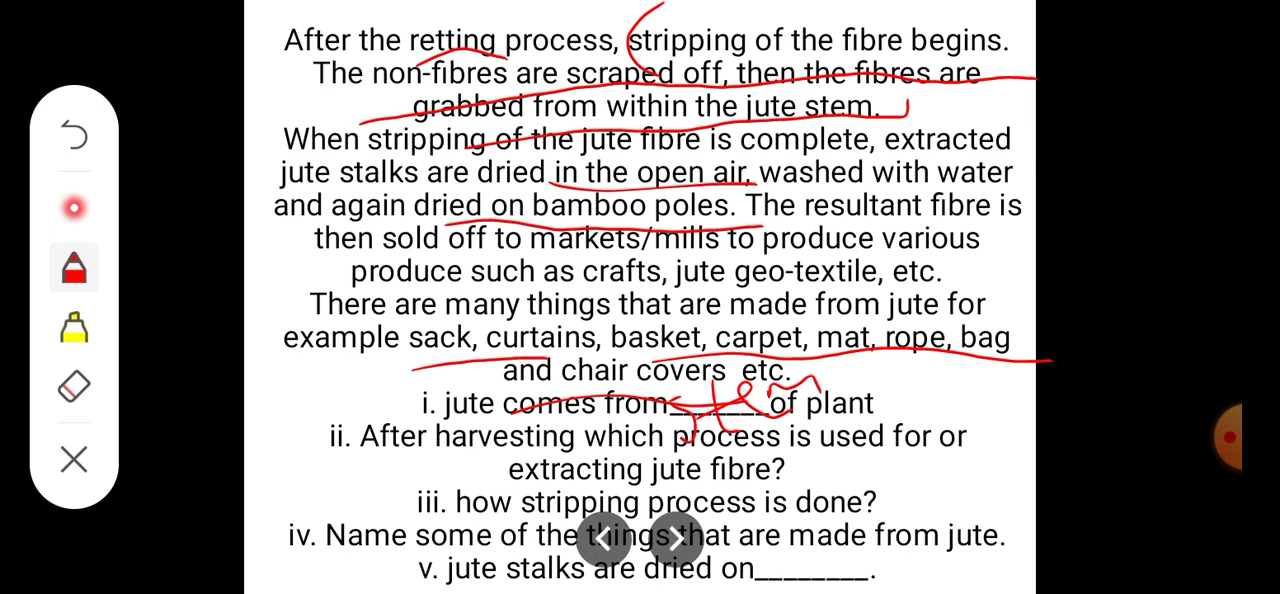 After the retting process, stripping of the fibre begins.
The non-fibres are scraped off, then the fibres are
grabbed from within the jute stem.
When stripping of the jute fibre is complete, extracted
jute stalks are dried in the open air, washed with water
and again dried on bamboo poles. The resultant fibre is
then sold off to markets/mills to produce various
produce such as crafts, jute geo-textile, etc.
There are many things that are made from jute for
example sack, curtains, basket, carpet, mat, rope, bag
and chair covers etc.
i. jute comes from_______of plant
stem
ii. After harvesting which process is used for or
extracting jute fibre?
iii. how stripping process is done?
iv. Name some of the things that are made from jute.
v. jute stalks are dried on________.